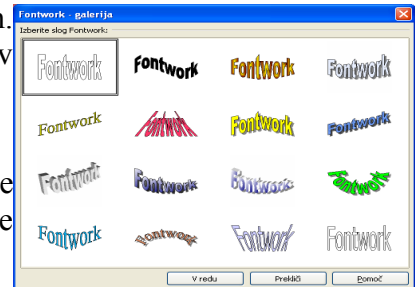 n.
Fontwork - galerija
Izberite slog Fontwork:
v
Fontwork Fontwork Fontwork Fontwork
Fontwork Fontwork Fontwork Fontwork
e
Fontwork Fontwork Fontwork Fontwork
e
Fontwork Fontwork Fontwork Fontwork
V redu Prekliči Pomoč